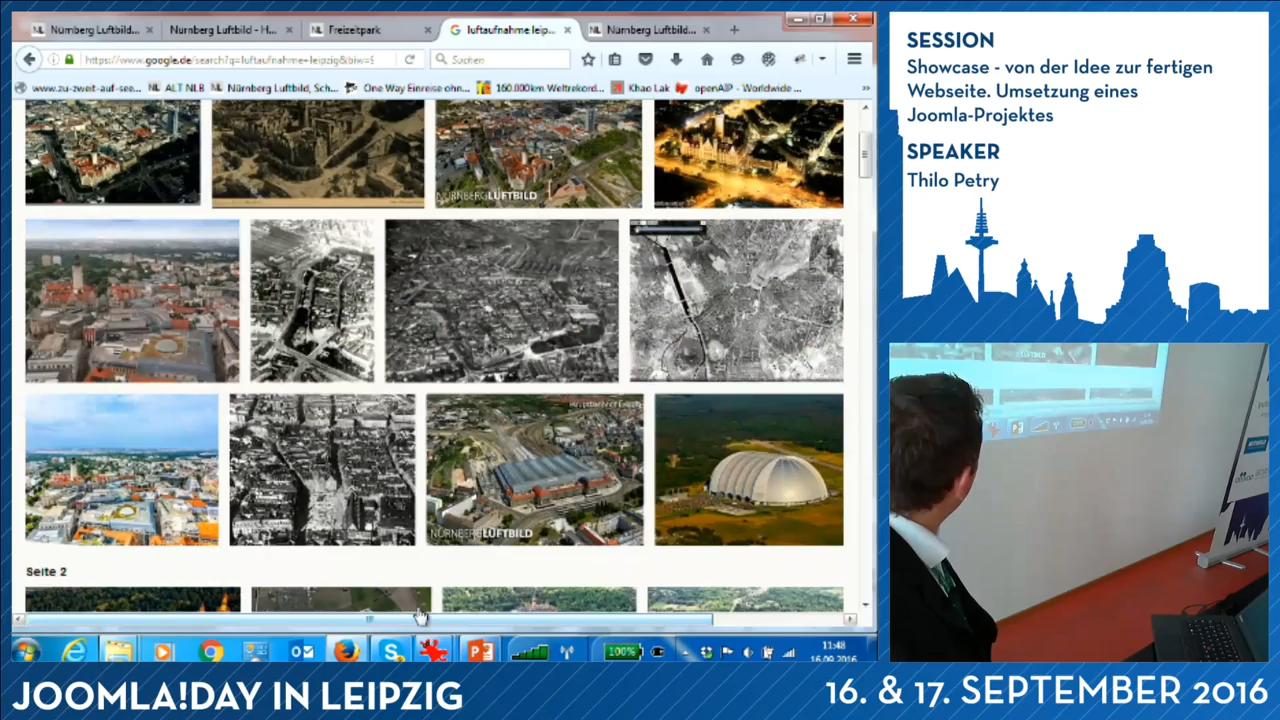 Nürnberg Luftbild...
Nürnberg Luftbild - H...
Freizeitpark
luftaufnahme leip...
Nürnberg Luftbild...
https://www.google.de/search?q=luftaufnahme+leipzig&biw=
Suchen
www.zu-zweit-auf-see...
ALT NLB
Nürnberg Luftbild, Sch...
One Way Einreise ohn...
160.000km Weltrekord...
Khao Lak
openAIP - Worldwide ...
NÜRNBERGLUFTBILD
Hauptbahnhof Leipzig
NÜRNBERGLUFTBILD
Seite 2
100%
11:48
16.09.2016
SESSION
Showcase - von der Idee zur fertigen
Webseite. Umsetzung eines
Joomla-Projektes
SPEAKER
Thilo Petry
JOOMLA!DAY IN LEIPZIG
16. & 17. SEPTEMBER 2016